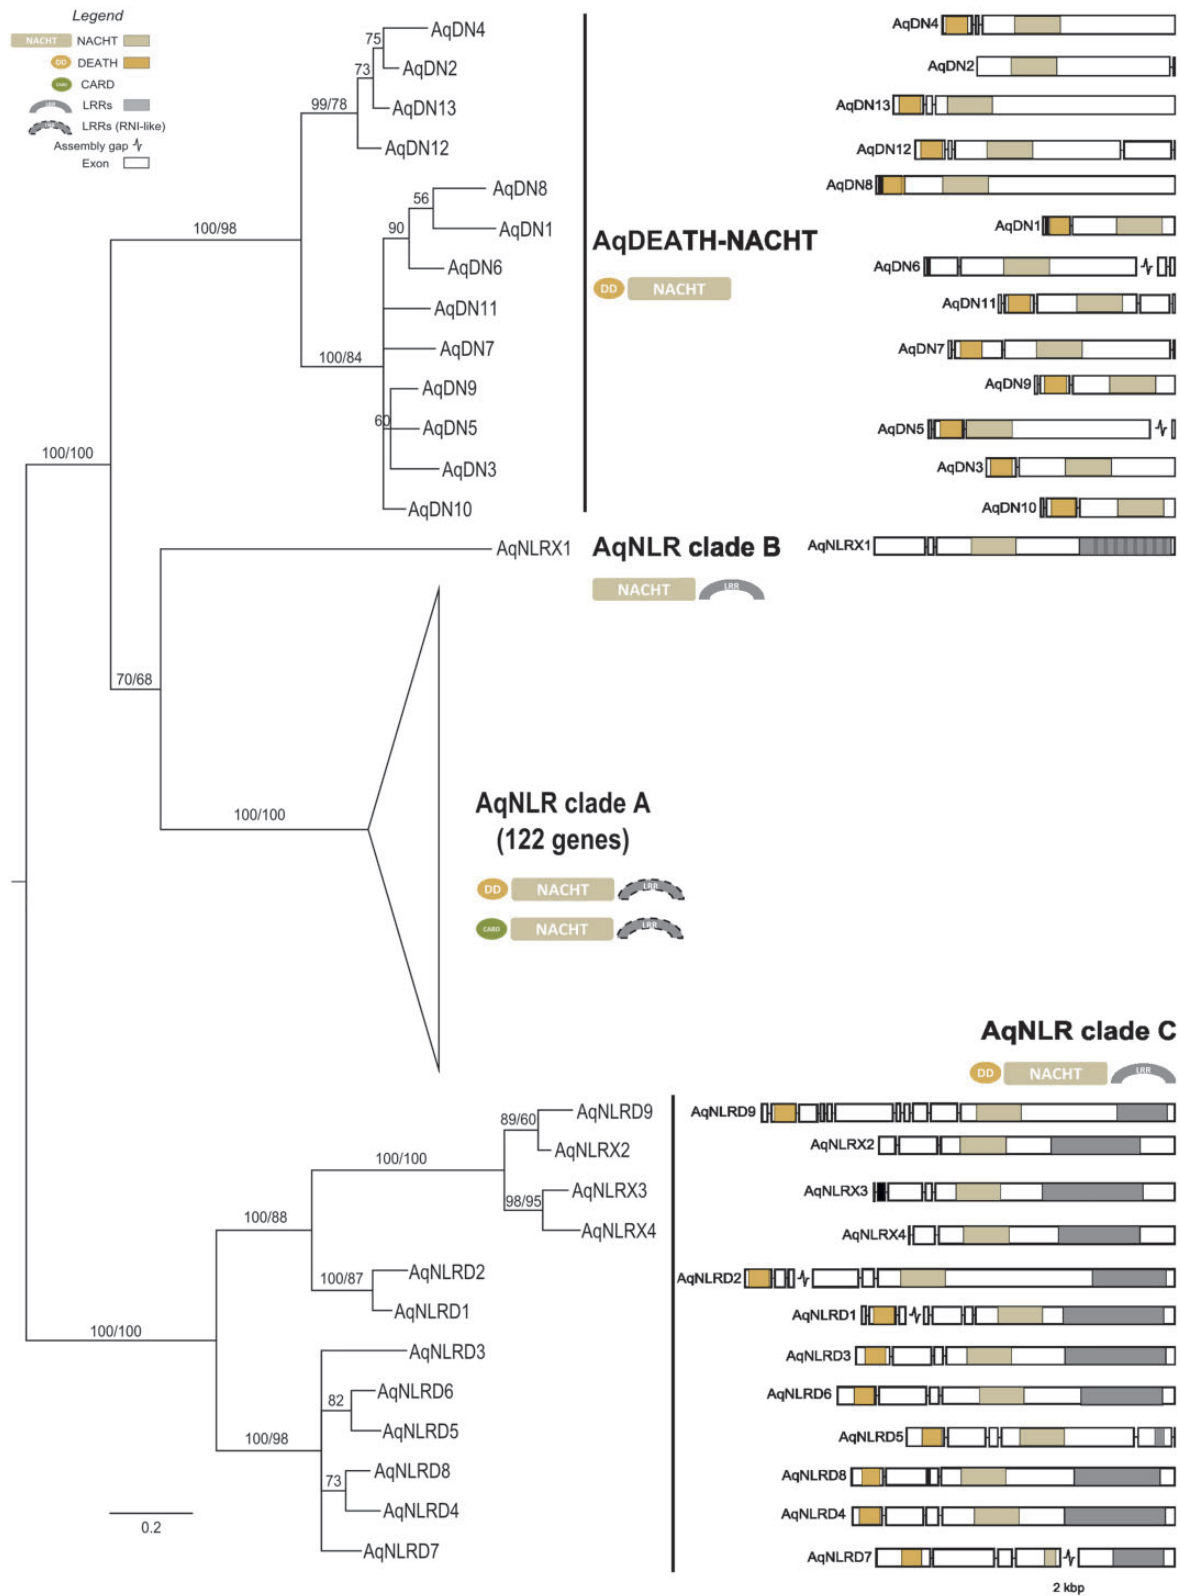 Legend
NACHT NACHT
DD DEATH
CARD CARD
LRR LRRs
LRRs (RNI-like)
Assembly gap
Exon
75
AqDN4
73
AqDN2
99/78
AqDN13
AqDN12
100/98
56
AqDN8
90
AqDN1
AqDN6
AqDN11
100/84
AqDN7
AqDN9
60
AqDN5
AqDN3
AqDN10
100/100
AqNLRX1
70/68
100/100
AqDEATH-NACHT
DD NACHT
AqNLR clade B
NACHT LRR
AqDN4
AqDN2
AqDN13
AqDN12
AqDN8
AqDN1
AqDN6
AqDN11
AqDN7
AqDN9
AqDN5
AqDN3
AqDN10
AqNLRX1
AqNLR clade A
(122 genes)
DD NACHT LRR
CARD NACHT LRR
AqNLR clade C
DD NACHT LRR
89/60
AqNLRD9
AqNLRX2
100/100
98/95
AqNLRX3
AqNLRX4
100/88
100/87
AqNLRD2
AqNLRD1
100/100
AqNLRD3
82
AqNLRD6
AqNLRD5
100/98
73
AqNLRD8
AqNLRD4
AqNLRD7
0.2
AqNLRD9
AqNLRX2
AqNLRX3
AqNLRX4
AqNLRD2
AqNLRD1
AqNLRD3
AqNLRD6
AqNLRD5
AqNLRD8
AqNLRD4
AqNLRD7
2 kbp